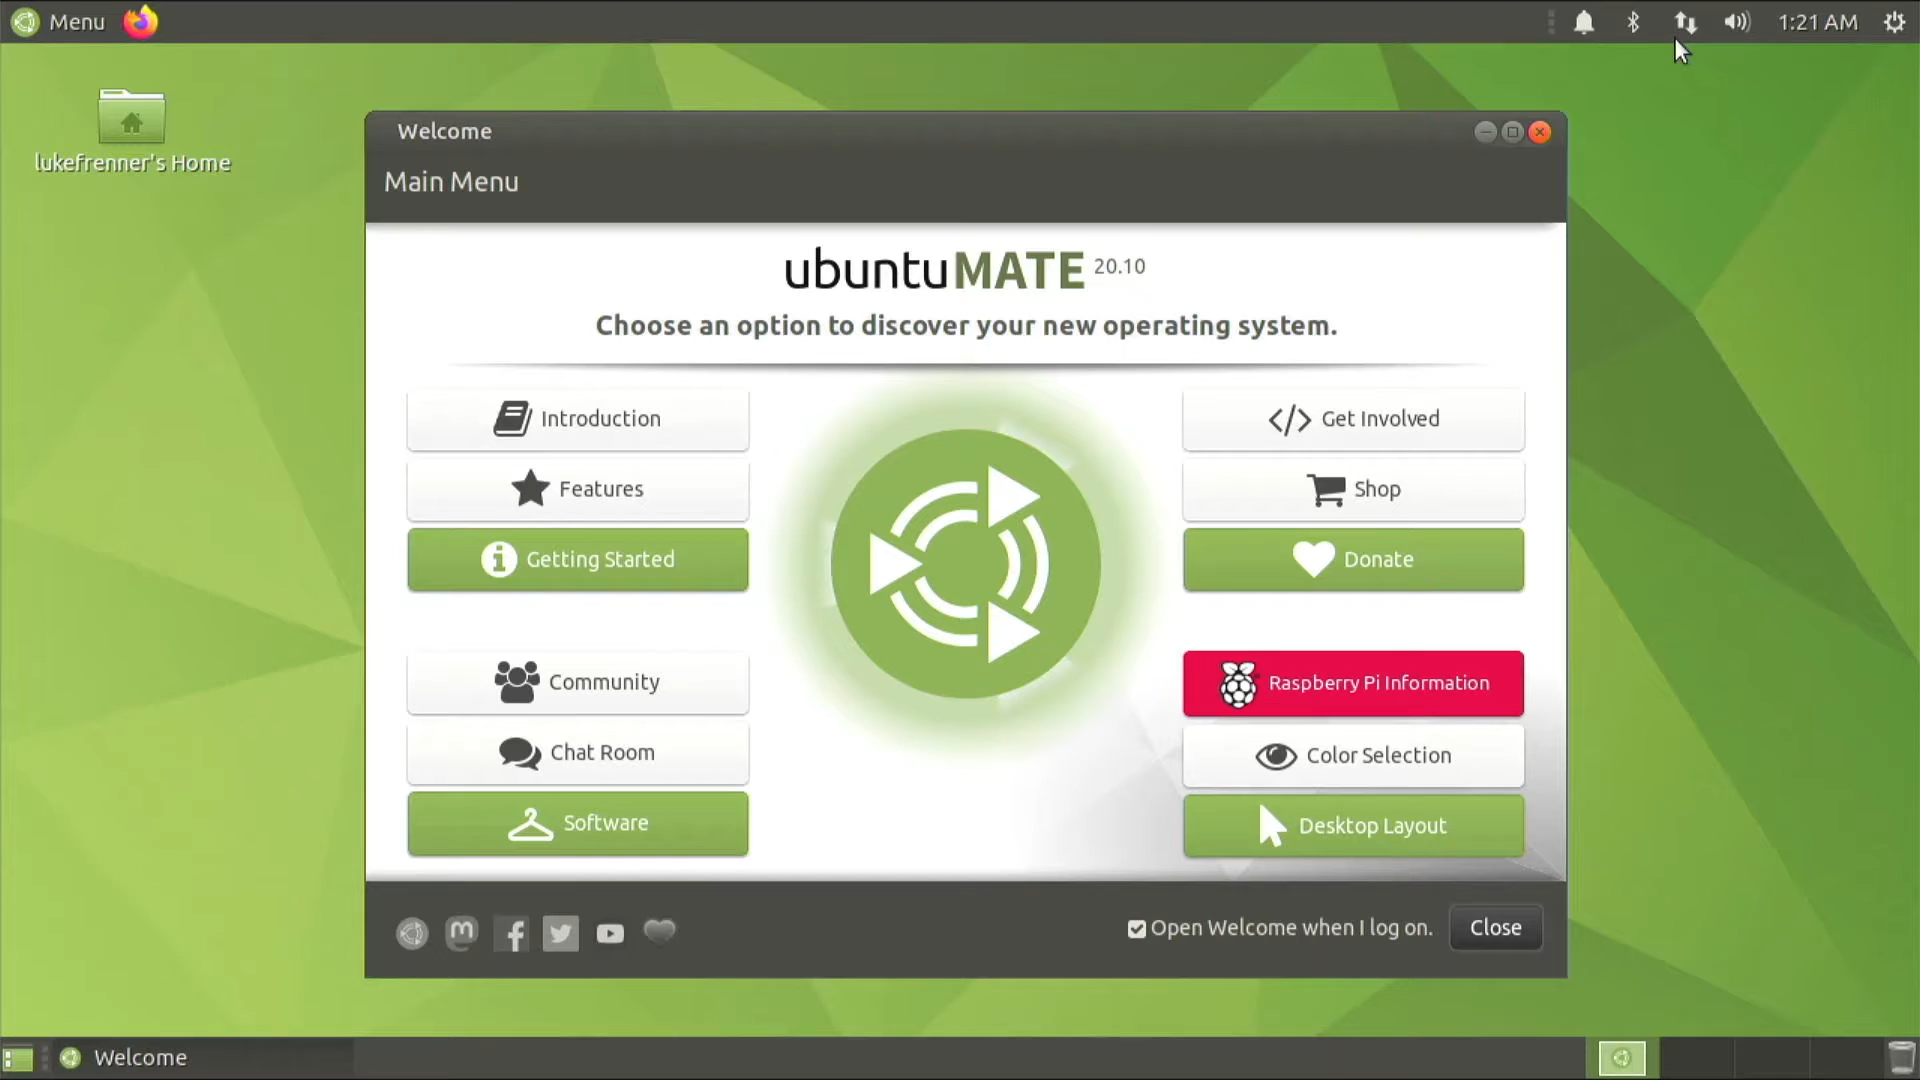 Menu
1:21 AM
lukefrenner's Home
Welcome
Main Menu
ubuntuMATE 20.10
Choose an option to discover your new operating system.
Introduction
Get Involved
Features
Shop
Getting Started
Donate
Community
Raspberry Pi Information
Chat Room
Color Selection
Software
Desktop Layout
Open Welcome when I log on.
Close
Welcome